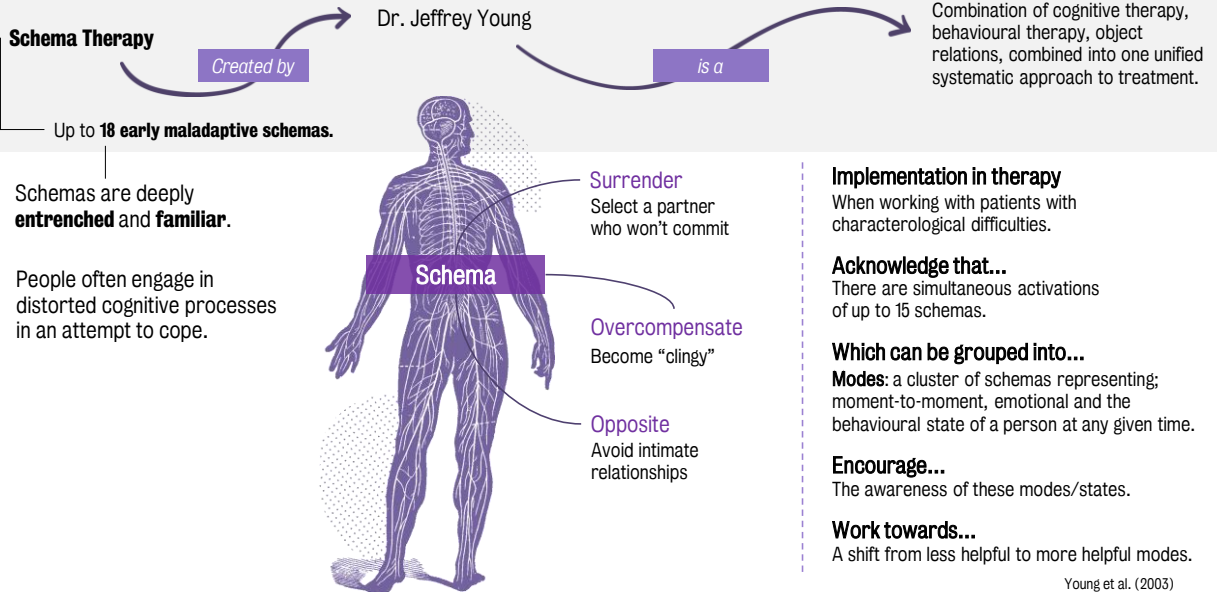 Schema Therapy
Created by
Dr. Jeffrey Young
is a
Combination of cognitive therapy,
behavioural therapy, object
relations, combined into one unified
systematic approach to treatment.
Up to 18 early maladaptive schemas.
Schemas are deeply
entrenched and familiar.
People often engage in
distorted cognitive processes
in an attempt to cope.
Schema
Surrender
Select a partner
who won't commit
Overcompensate
Become “clingy”
Opposite
Avoid intimate
relationships
Implementation in therapy
When working with patients with
characterological difficulties.
Acknowledge that...
There are simultaneous activations
of up to 15 schemas.
Which can be grouped into...
Modes: a cluster of schemas representing;
moment-to-moment, emotional and the
behavioural state of a person at any given time.
Encourage...
The awareness of these modes/states.
Work towards...
A shift from less helpful to more helpful modes.
Young et al. (2003)